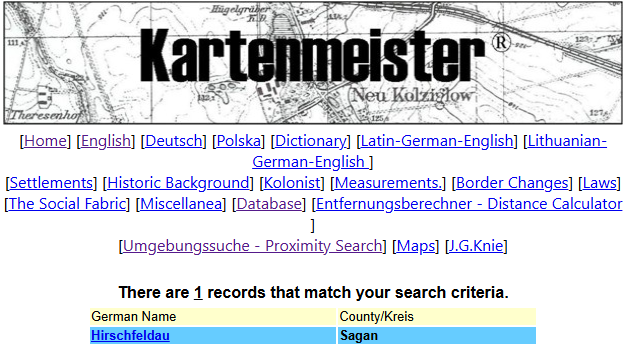 Hügelgräber
K.O.
Kartenmeister®
Neu Kolziglow
Theresenhof
[Home] [English] [Deutsch] [Polska] [Dictionary] [Latin-German-English] [Lithuanian-
German-English ]
[Settlements] [Historic Background] [Kolonist] [Measurements.] [Border Changes] [Laws]
[The Social Fabric] [Miscellanea] [Database] [Entfernungsberechner - Distance Calculator
]
[Umgebungssuche - Proximity Search] [Maps] [J.G.Knie]
There are 1 records that match your search criteria.
German Name County/Kreis
Hirschfeldau Sagan